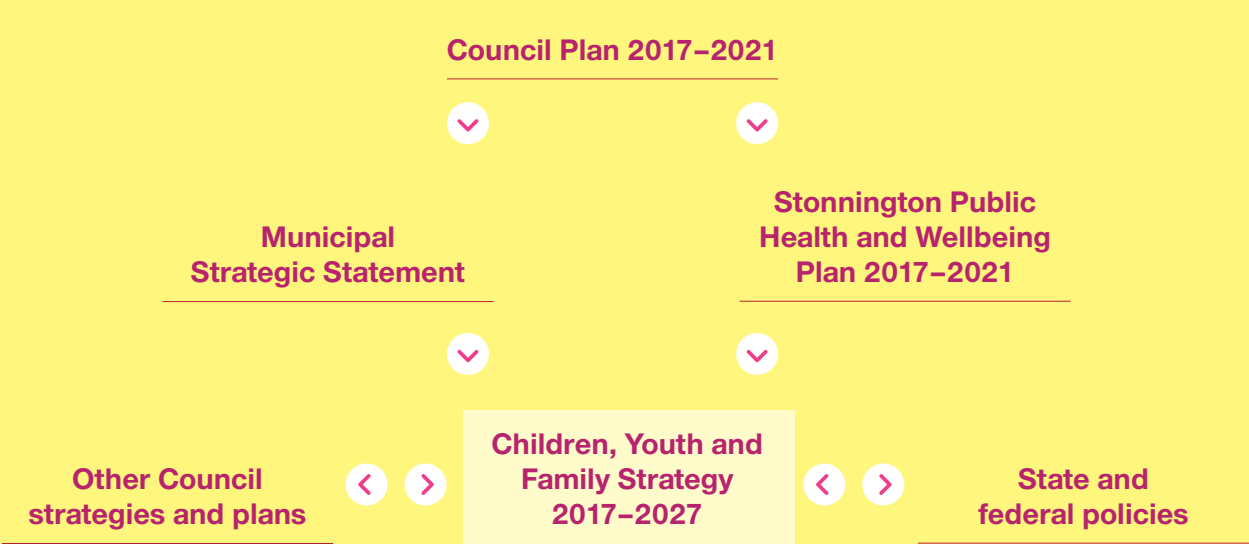 Council Plan 2017–2021
Municipal
Strategic Statement
Stonnington Public
Health and Wellbeing
Plan 2017–2021
Other Council
strategies and plans
Children, Youth and
Family Strategy
2017–2027
State and
federal policies